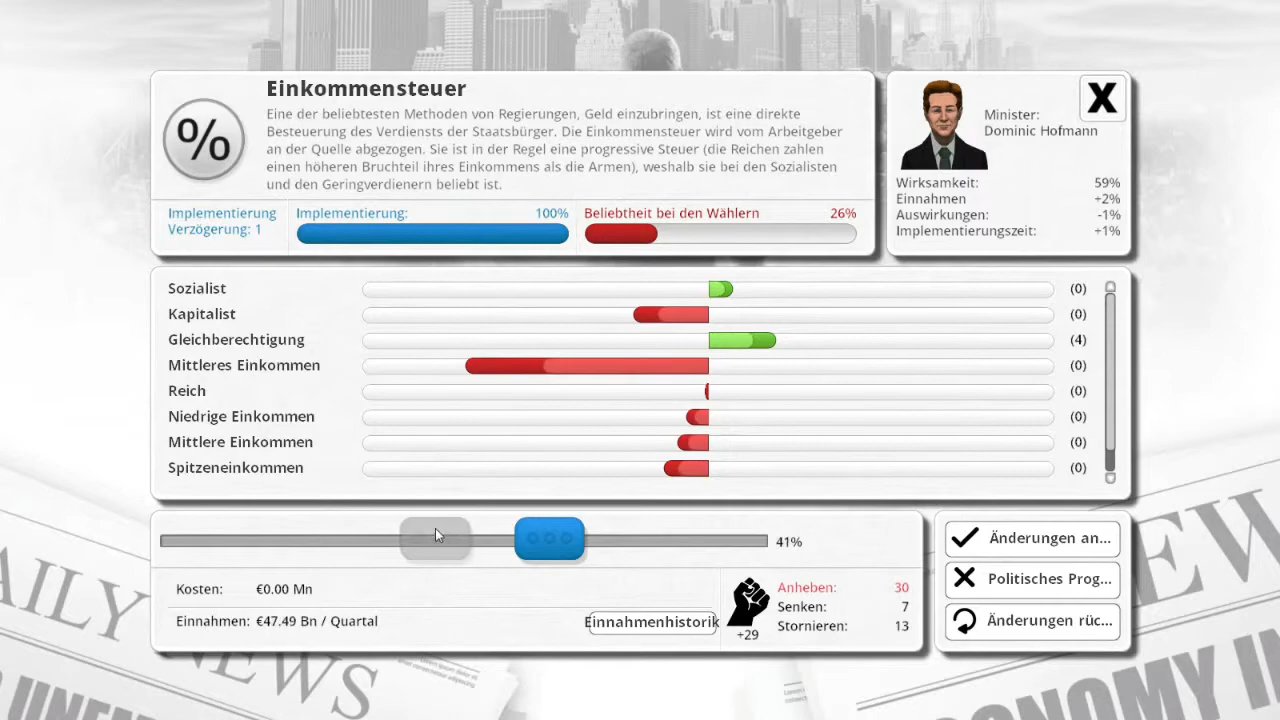 Einkommensteuer
Eine der beliebtesten Methoden von Regierungen, Geld einzubringen, ist eine direkte
Besteuerung des Verdiensts der Staatsbürger. Die Einkommensteuer wird vom Arbeitgeber
an der Quelle abgezogen. Sie ist in der Regel eine progressive Steuer (die Reichen zahlen
einen höheren Bruchteil ihres Einkommens als die Armen), weshalb sie bei den Sozialisten
und den Geringverdienern beliebt ist.
%
Implementierung
Verzögerung: 1
Implementierung: 100%
Beliebtheit bei den Wählern 26%
X
Minister:
Dominic Hofmann
Wirksamkeit: 59%
Einnahmen +2%
Auswirkungen: -1%
Implementierungszeit: +1%
Sozialist (0)
Kapitalist (0)
Gleichberechtigung (4)
Mittleres Einkommen (0)
Reich (0)
Niedrige Einkommen (0)
Mittlere Einkommen (0)
Spitzeneinkommen (0)
41%
Kosten: €0.00 Mn
Einnahmen: €47.49 Bn / Quartal
Einnahmenhistorik
+29
Anheben: 30
Senken: 7
Stornieren: 13
Änderungen an...
Politisches Prog...
Änderungen rüc...
DAILY NEWS
NEW
ONOMY IN